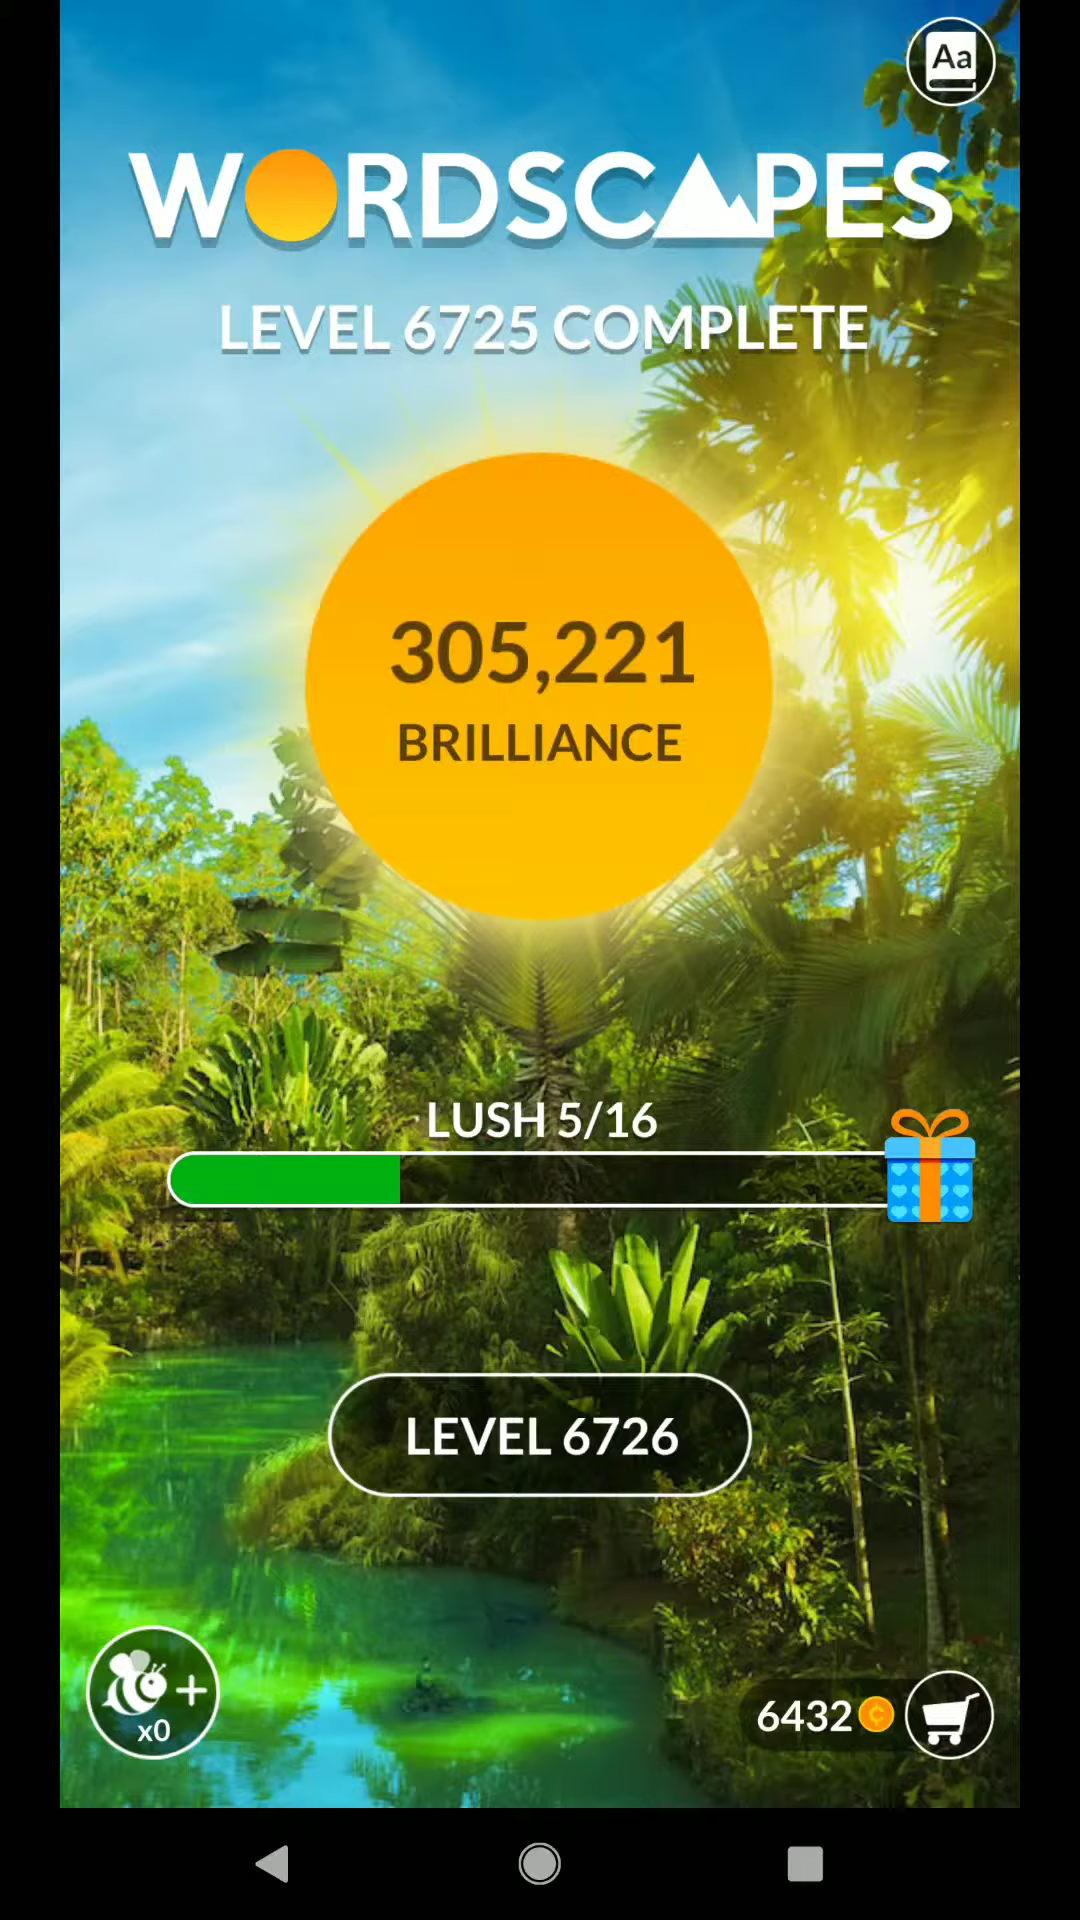 Aa
WORDSCAPES
LEVEL 6725 COMPLETE
305,221
BRILLIANCE
LUSH 5/16
LEVEL 6726
x0
6432